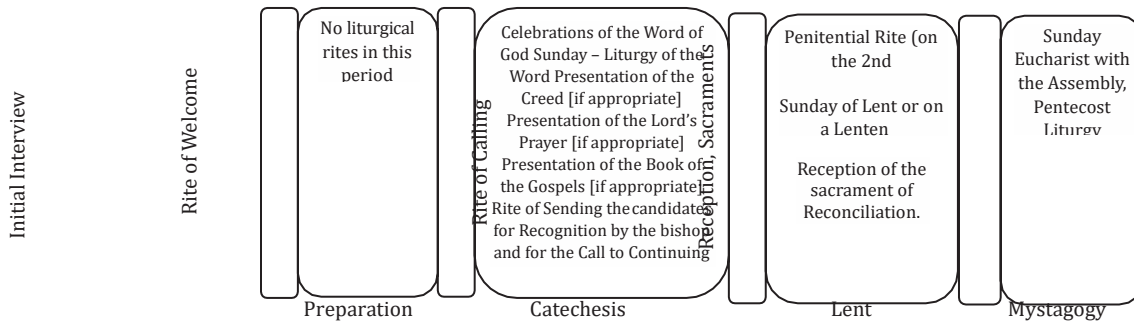 Initial Interview
Rite of Welcome
No liturgical
rites in this
period
Preparation
Rite of Calling
Celebrations of the Word of
God Sunday – Liturgy of the
Word Presentation of the
Creed [if appropriate]
Presentation of the Lord's
Prayer [if appropriate]
Presentation of the Book of
the Gospels [if appropriate]
Rite of Sending the candidates
for Recognition by the bishop
and for the Call to Continuing
Catechesis
Reception, Sacraments
Penitential Rite (on
the 2nd
Sunday of Lent or on
a Lenten
Reception of the
sacrament of
Reconciliation.
Lent
Sunday
Eucharist with
the Assembly,
Pentecost
Liturgy
Mystagogy